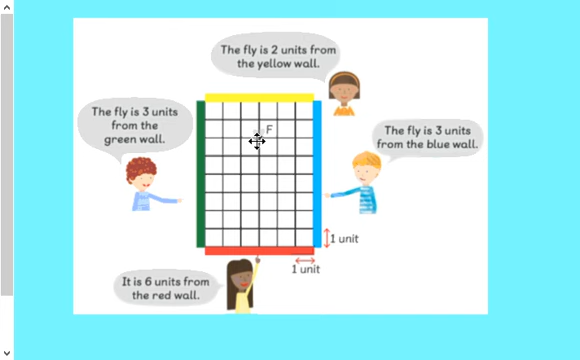 The fly is 2 units from
the yellow wall.
The fly is 3 units
from the
green wall.
F
The fly is 3 units
from the blue wall.
1 unit
1 unit
It is 6 units from
the red wall.